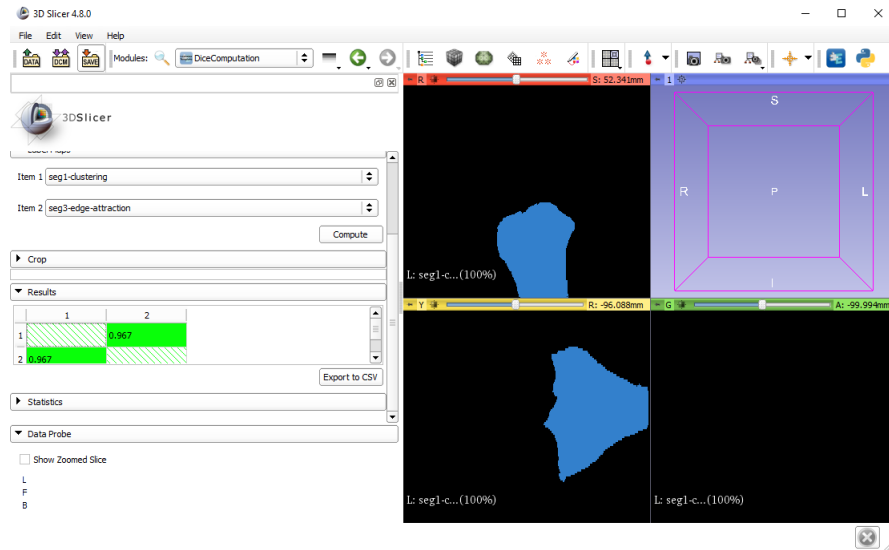 3D Slicer 4.8.0
File Edit View Help
DATA DCM SAVE Modules: DiceComputation
3DSlicer
Item 1 seg1-clustering
Item 2 seg3-edge-attraction
Compute
Crop
Results
1 2
1 0.967
2 0.967
Export to CSV
Statistics
Data Probe
Show Zoomed Slice
L
F
B
R S: 52.341mm
L: seg1-c...(100%)
1
S
R P L
I
Y R: -96.088mm
L: seg1-c...(100%)
G A: -99.994mm
L: seg1-c...(100%)